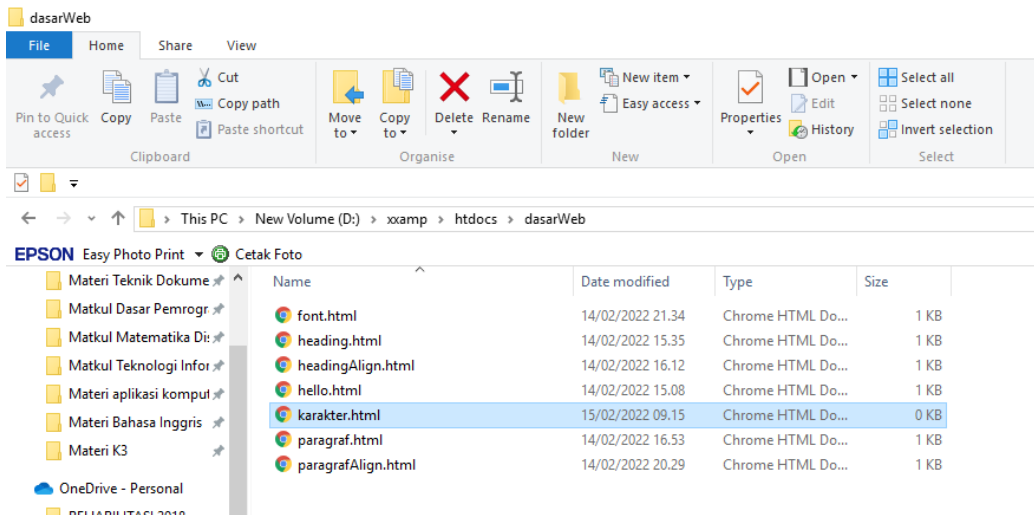 dasarWeb
File Home Share View
Pin to Quick access
Copy
Paste
Cut
Copy path
Paste shortcut
Clipboard
Move to
Copy to
Delete
Rename
Organise
New folder
New item
Easy access
New
Properties
Open
Edit
History
Open
Select all
Select none
Invert selection
Select
This PC > New Volume (D:) > xxamp > htdocs > dasarWeb
EPSON Easy Photo Print Cetak Foto
Materi Teknik Dokume
Matkul Dasar Pemrogr
Matkul Matematika Di
Matkul Teknologi Infor
Materi aplikasi komput
Materi Bahasa Inggris
Materi K3
OneDrive - Personal
Name Date modified Type Size
font.html 14/02/2022 21.34 Chrome HTML Do... 1 KB
heading.html 14/02/2022 15.35 Chrome HTML Do... 1 KB
headingAlign.html 14/02/2022 16.12 Chrome HTML Do... 1 KB
hello.html 14/02/2022 15.08 Chrome HTML Do... 1 KB
karakter.html 15/02/2022 09.15 Chrome HTML Do... 0 KB
paragraf.html 14/02/2022 16.53 Chrome HTML Do... 1 KB
paragrafAlign.html 14/02/2022 20.29 Chrome HTML Do... 1 KB